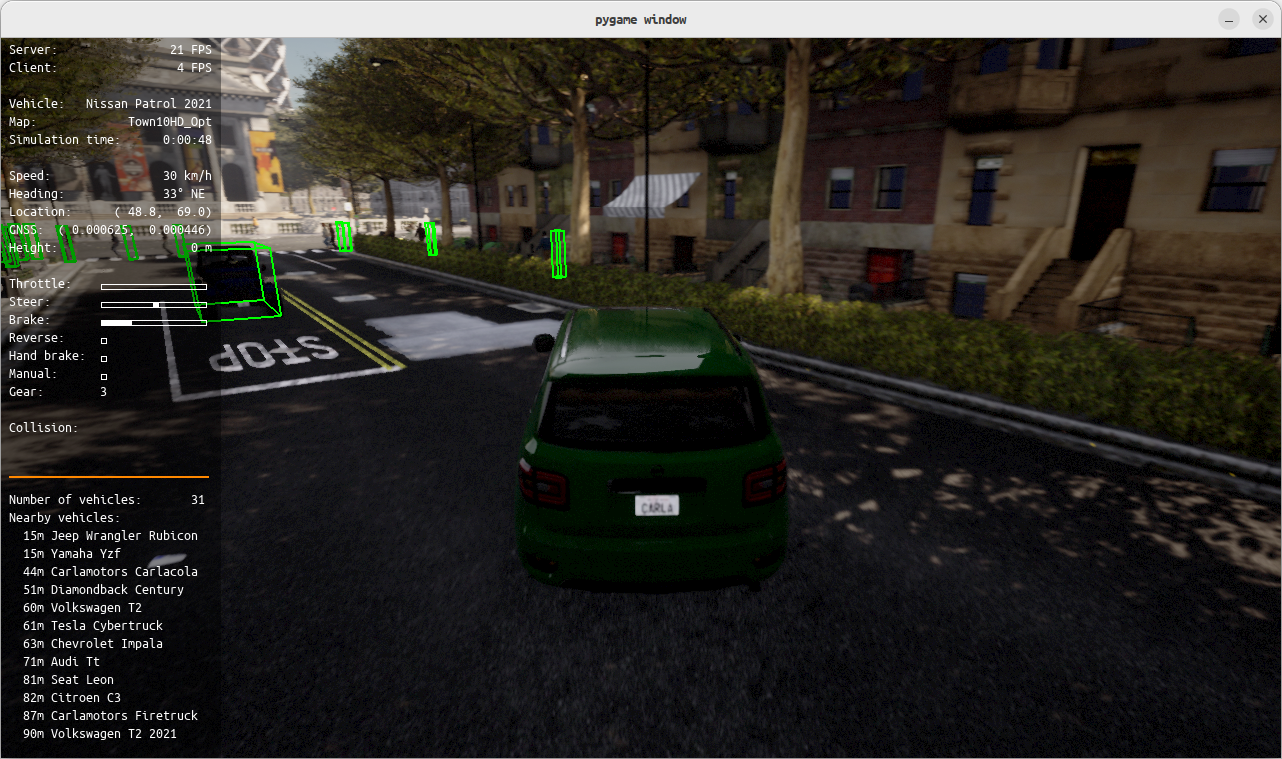 pygame window
Server: 21 FPS
Client: 4 FPS
Vehicle: Nissan Patrol 2021
Map: Town10HD_Opt
Simulation time: 0:00:48
Speed: 30 km/h
Heading: 33° NE
Location: ( 48.8, 69.0)
GNSS: ( 0.000625, 0.000446)
Height: 0 m
Throttle:
Steer:
Brake:
Reverse:
Hand brake:
Manual:
Gear: 3
STOP
Collision:
CARLA
Number of vehicles: 31
Nearby vehicles:
15m Jeep Wrangler Rubicon
15m Yamaha Yzf
44m Carlamotors Carlacola
51m Diamondback Century
60m Volkswagen T2
61m Tesla Cybertruck
63m Chevrolet Impala
71m Audi Tt
81m Seat Leon
82m Citroen C3
87m Carlamotors Firetruck
90m Volkswagen T2 2021